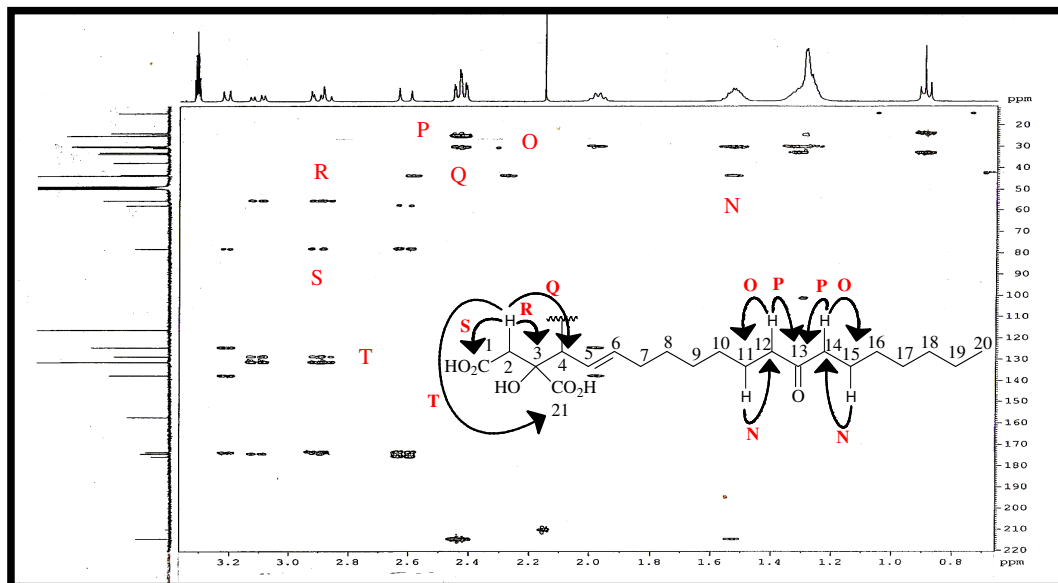 ppm
P
O
20
30
R
Q
40
50
N
60
70
80
S
90
100
Q
O P P O
110
S
H R
H H
120
1 3 5 6 8 10 12 13 14 16 18 20
130
T
HO₂C 2 4 7 9 11 15 17 19
140
HO CO₂H
O
T
21
H H
150
N N
160
170
180
190
200
210
220
3.2 3.0 2.8 2.6 2.4 2.2 2.0 1.8 1.6 1.4 1.2 1.0 0.8 ppm